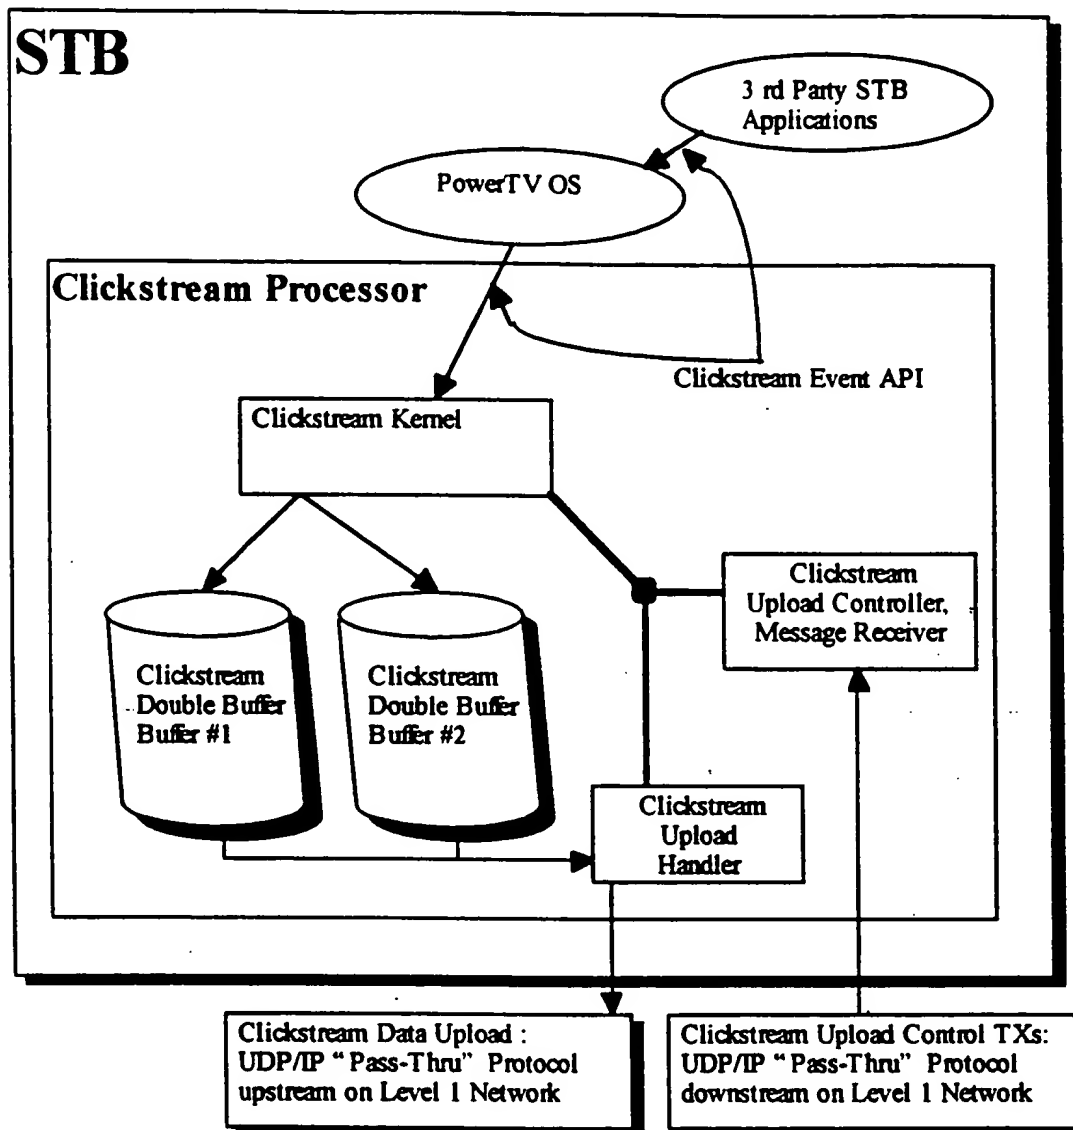 STB
3 rd Party STB
Applications
PowerTV OS
Clickstream Processor
Clickstream Event API
Clickstream Kernel
Clickstream
Upload Controller,
Message Receiver
Clickstream
Double Buffer
Buffer #1
Clickstream
Double Buffer
Buffer #2
Clickstream
Upload
Handler
Clickstream Data Upload :
UDP/IP “Pass-Thru” Protocol
upstream on Level 1 Network
Clickstream Upload Control TXs:
UDP/IP “Pass-Thru” Protocol
downstream on Level 1 Network